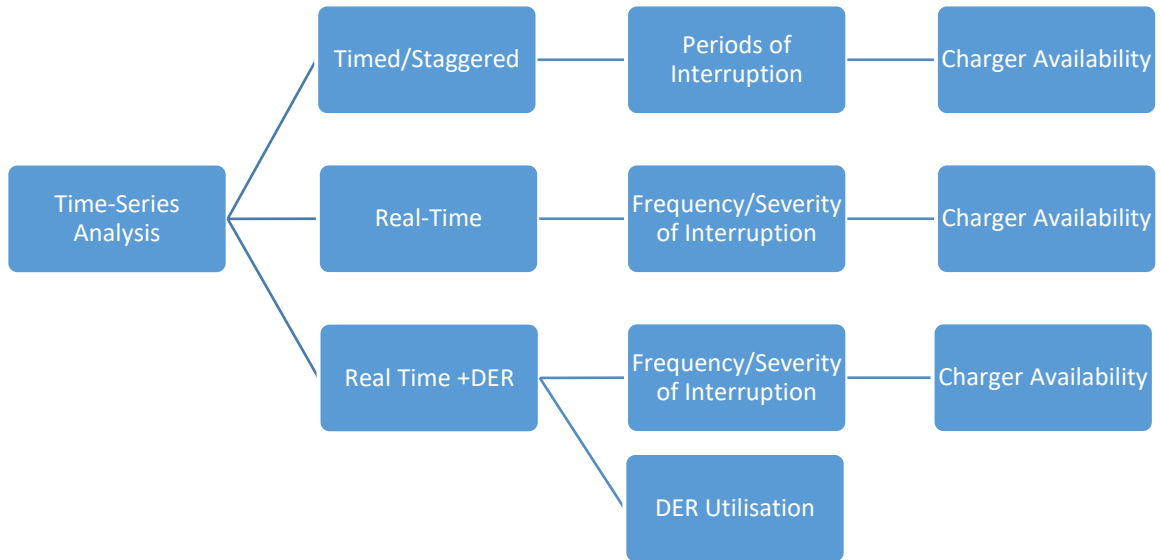 Timed/Staggered
Periods of
Interruption
Charger Availability
Time-Series
Analysis
Real-Time
Frequency/Severity
of Interruption
Charger Availability
Real Time +DER
Frequency/Severity
of Interruption
Charger Availability
DER Utilisation